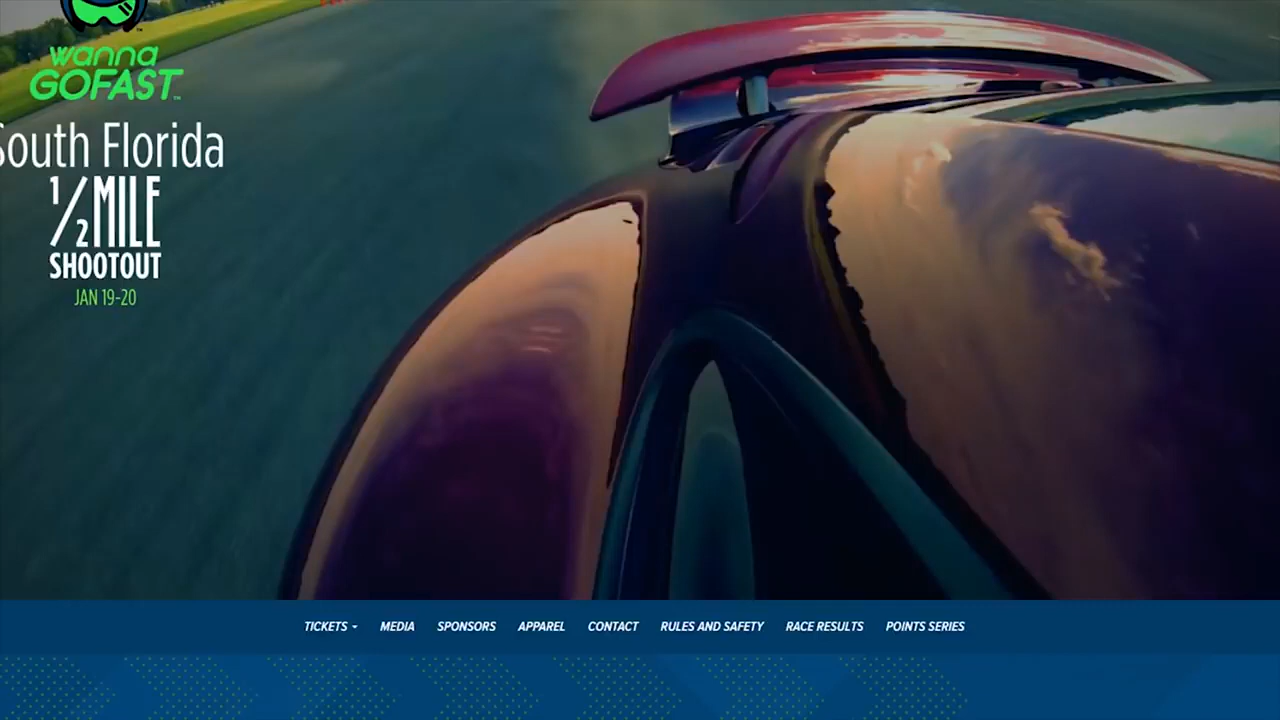 wanna
GOFAST™
South Florida
1/2 MILE
SHOOTOUT
JAN 19-20
TICKETS MEDIA SPONSORS APPAREL CONTACT RULES AND SAFETY RACE RESULTS POINTS SERIES